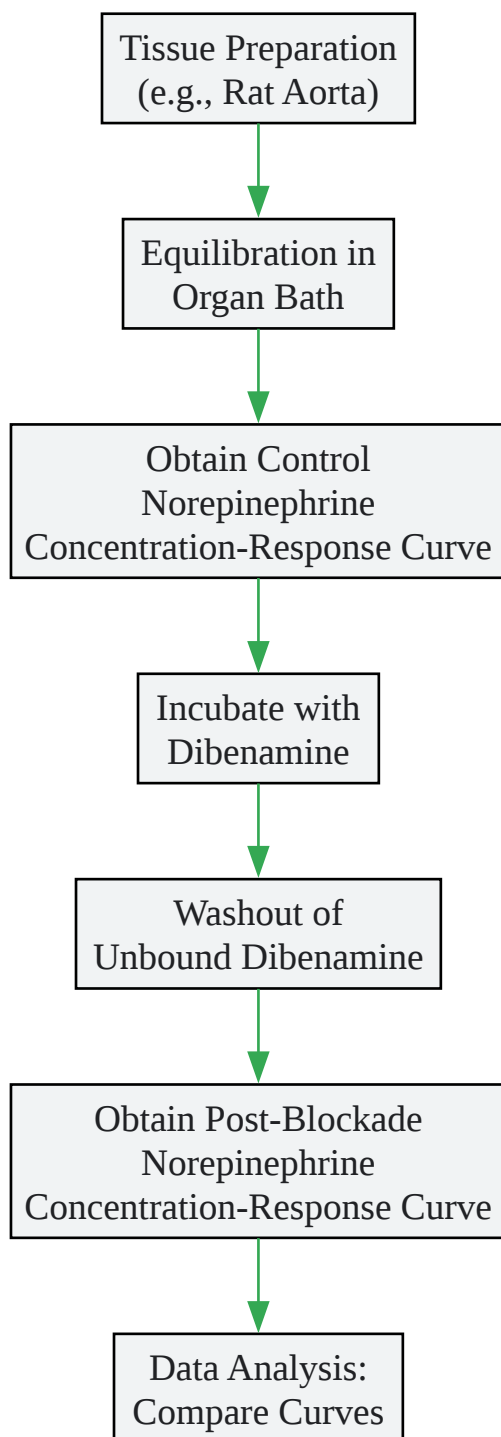 Tissue Preparation
(e.g., Rat Aorta)
Equilibration in
Organ Bath
Obtain Control
Norepinephrine
Concentration-Response Curve
Incubate with
Dibenamine
Washout of
Unbound Dibenamine
Obtain Post-Blockade
Norepinephrine
Concentration-Response Curve
Data Analysis:
Compare Curves